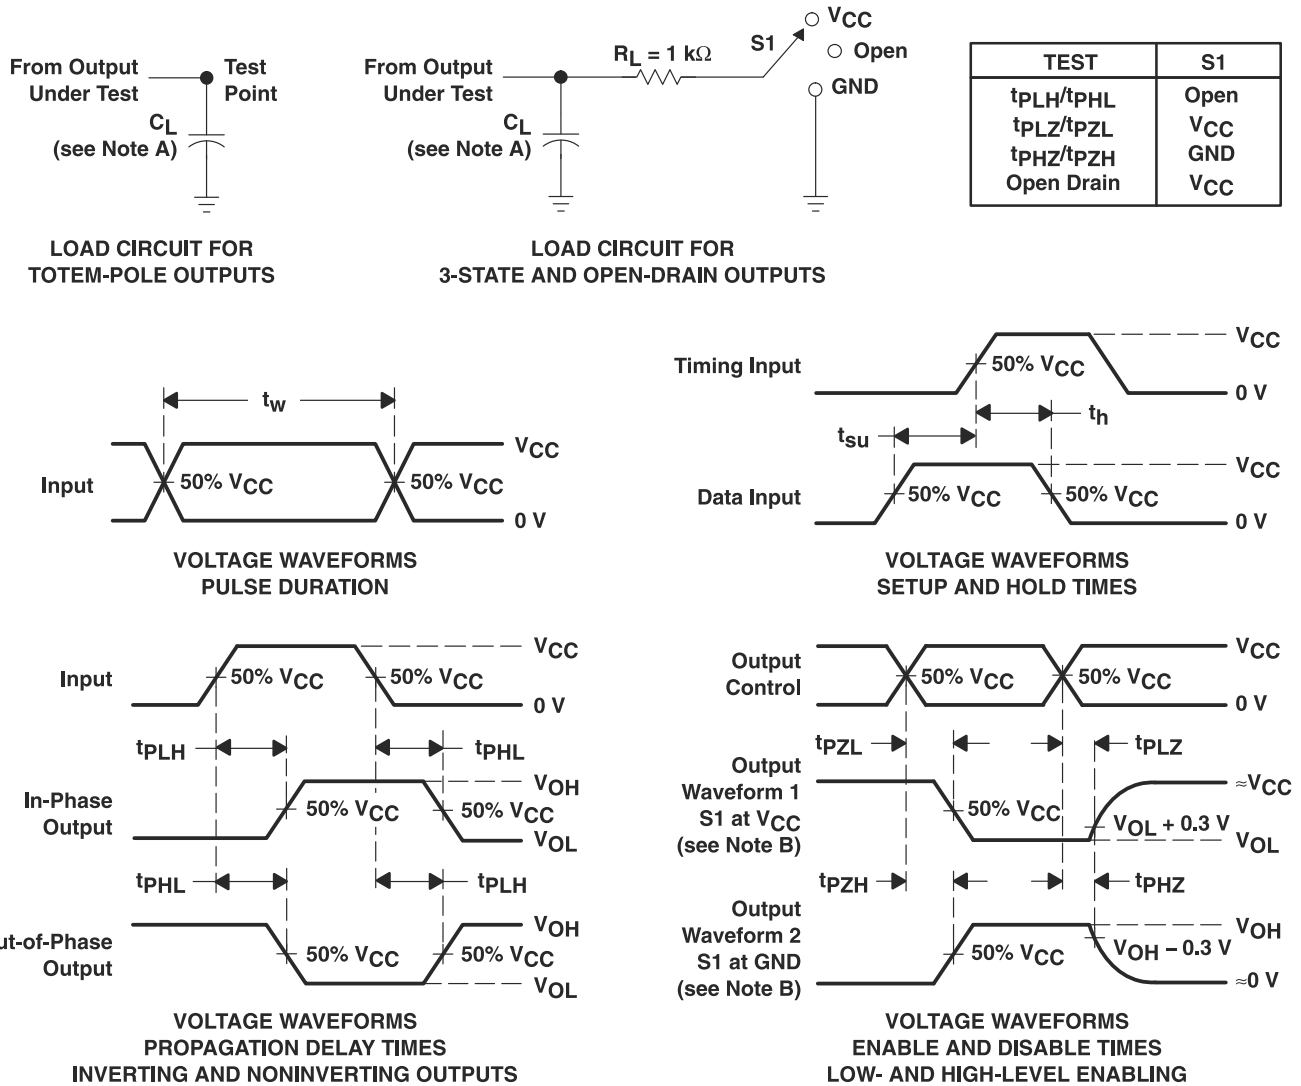 From Output
Under Test
Test
Point
CL
(see Note A)
LOAD CIRCUIT FOR
TOTEM-POLE OUTPUTS
From Output
Under Test
RL = 1 kΩ
S1
VCC
Open
GND
CL
(see Note A)
LOAD CIRCUIT FOR
3-STATE AND OPEN-DRAIN OUTPUTS
TEST S1
tPLH/tPHL Open
tPLZ/tPZL VCC
tPHZ/tPZH GND
Open Drain VCC
tw
Input
50% VCC
50% VCC
VCC
0 V
VOLTAGE WAVEFORMS
PULSE DURATION
Timing Input
50% VCC
VCC
0 V
tsu
th
Data Input
50% VCC
50% VCC
VCC
0 V
VOLTAGE WAVEFORMS
SETUP AND HOLD TIMES
Input
50% VCC
50% VCC
VCC
0 V
tPLH
tPHL
In-Phase
Output
50% VCC
50% VCC
VOH
VOL
tPHL
tPLH
ut-of-Phase
Output
50% VCC
50% VCC
VOH
VOL
VOLTAGE WAVEFORMS
PROPAGATION DELAY TIMES
INVERTING AND NONINVERTING OUTPUTS
Output
Control
50% VCC
50% VCC
VCC
0 V
tPZL
tPLZ
Output
Waveform 1
S1 at VCC
(see Note B)
50% VCC
VOL + 0.3 V
≈VCC
VOL
tPZH
tPHZ
Output
Waveform 2
S1 at GND
(see Note B)
50% VCC
VOH − 0.3 V
VOH
≈0 V
VOLTAGE WAVEFORMS
ENABLE AND DISABLE TIMES
LOW- AND HIGH-LEVEL ENABLING